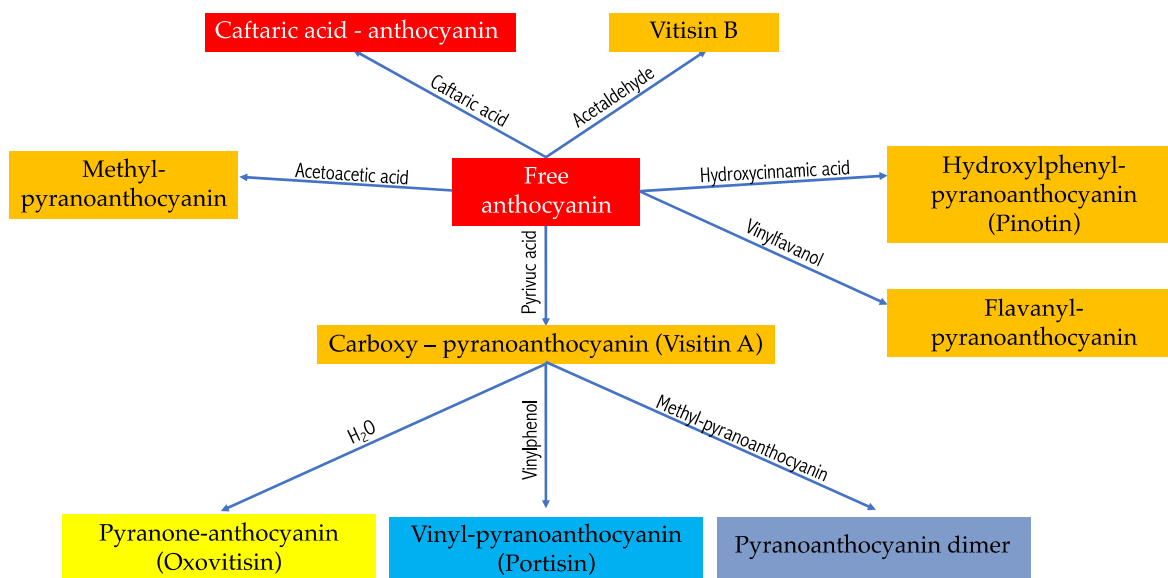 Caftaric acid - anthocyanin
Vitisin B
Caftaric acid
Acetaldehyde
Methyl-
pyranoanthocyanin
Acetoacetic acid
Free
anthocyanin
Hydroxycinnamic acid
Hydroxylphenyl-
pyranoanthocyanin
(Pinotin)
Vinylfavanol
Pyrivuc acid
Flavanyl-
pyranoanthocyanin
Carboxy – pyranoanthocyanin (Visitin A)
H₂O
Vinylphenol
Methyl-pyranoanthocyanin
Pyranone-anthocyanin
(Oxovitisin)
Vinyl-pyranoanthocyanin
(Portisin)
Pyranoanthocyanin dimer